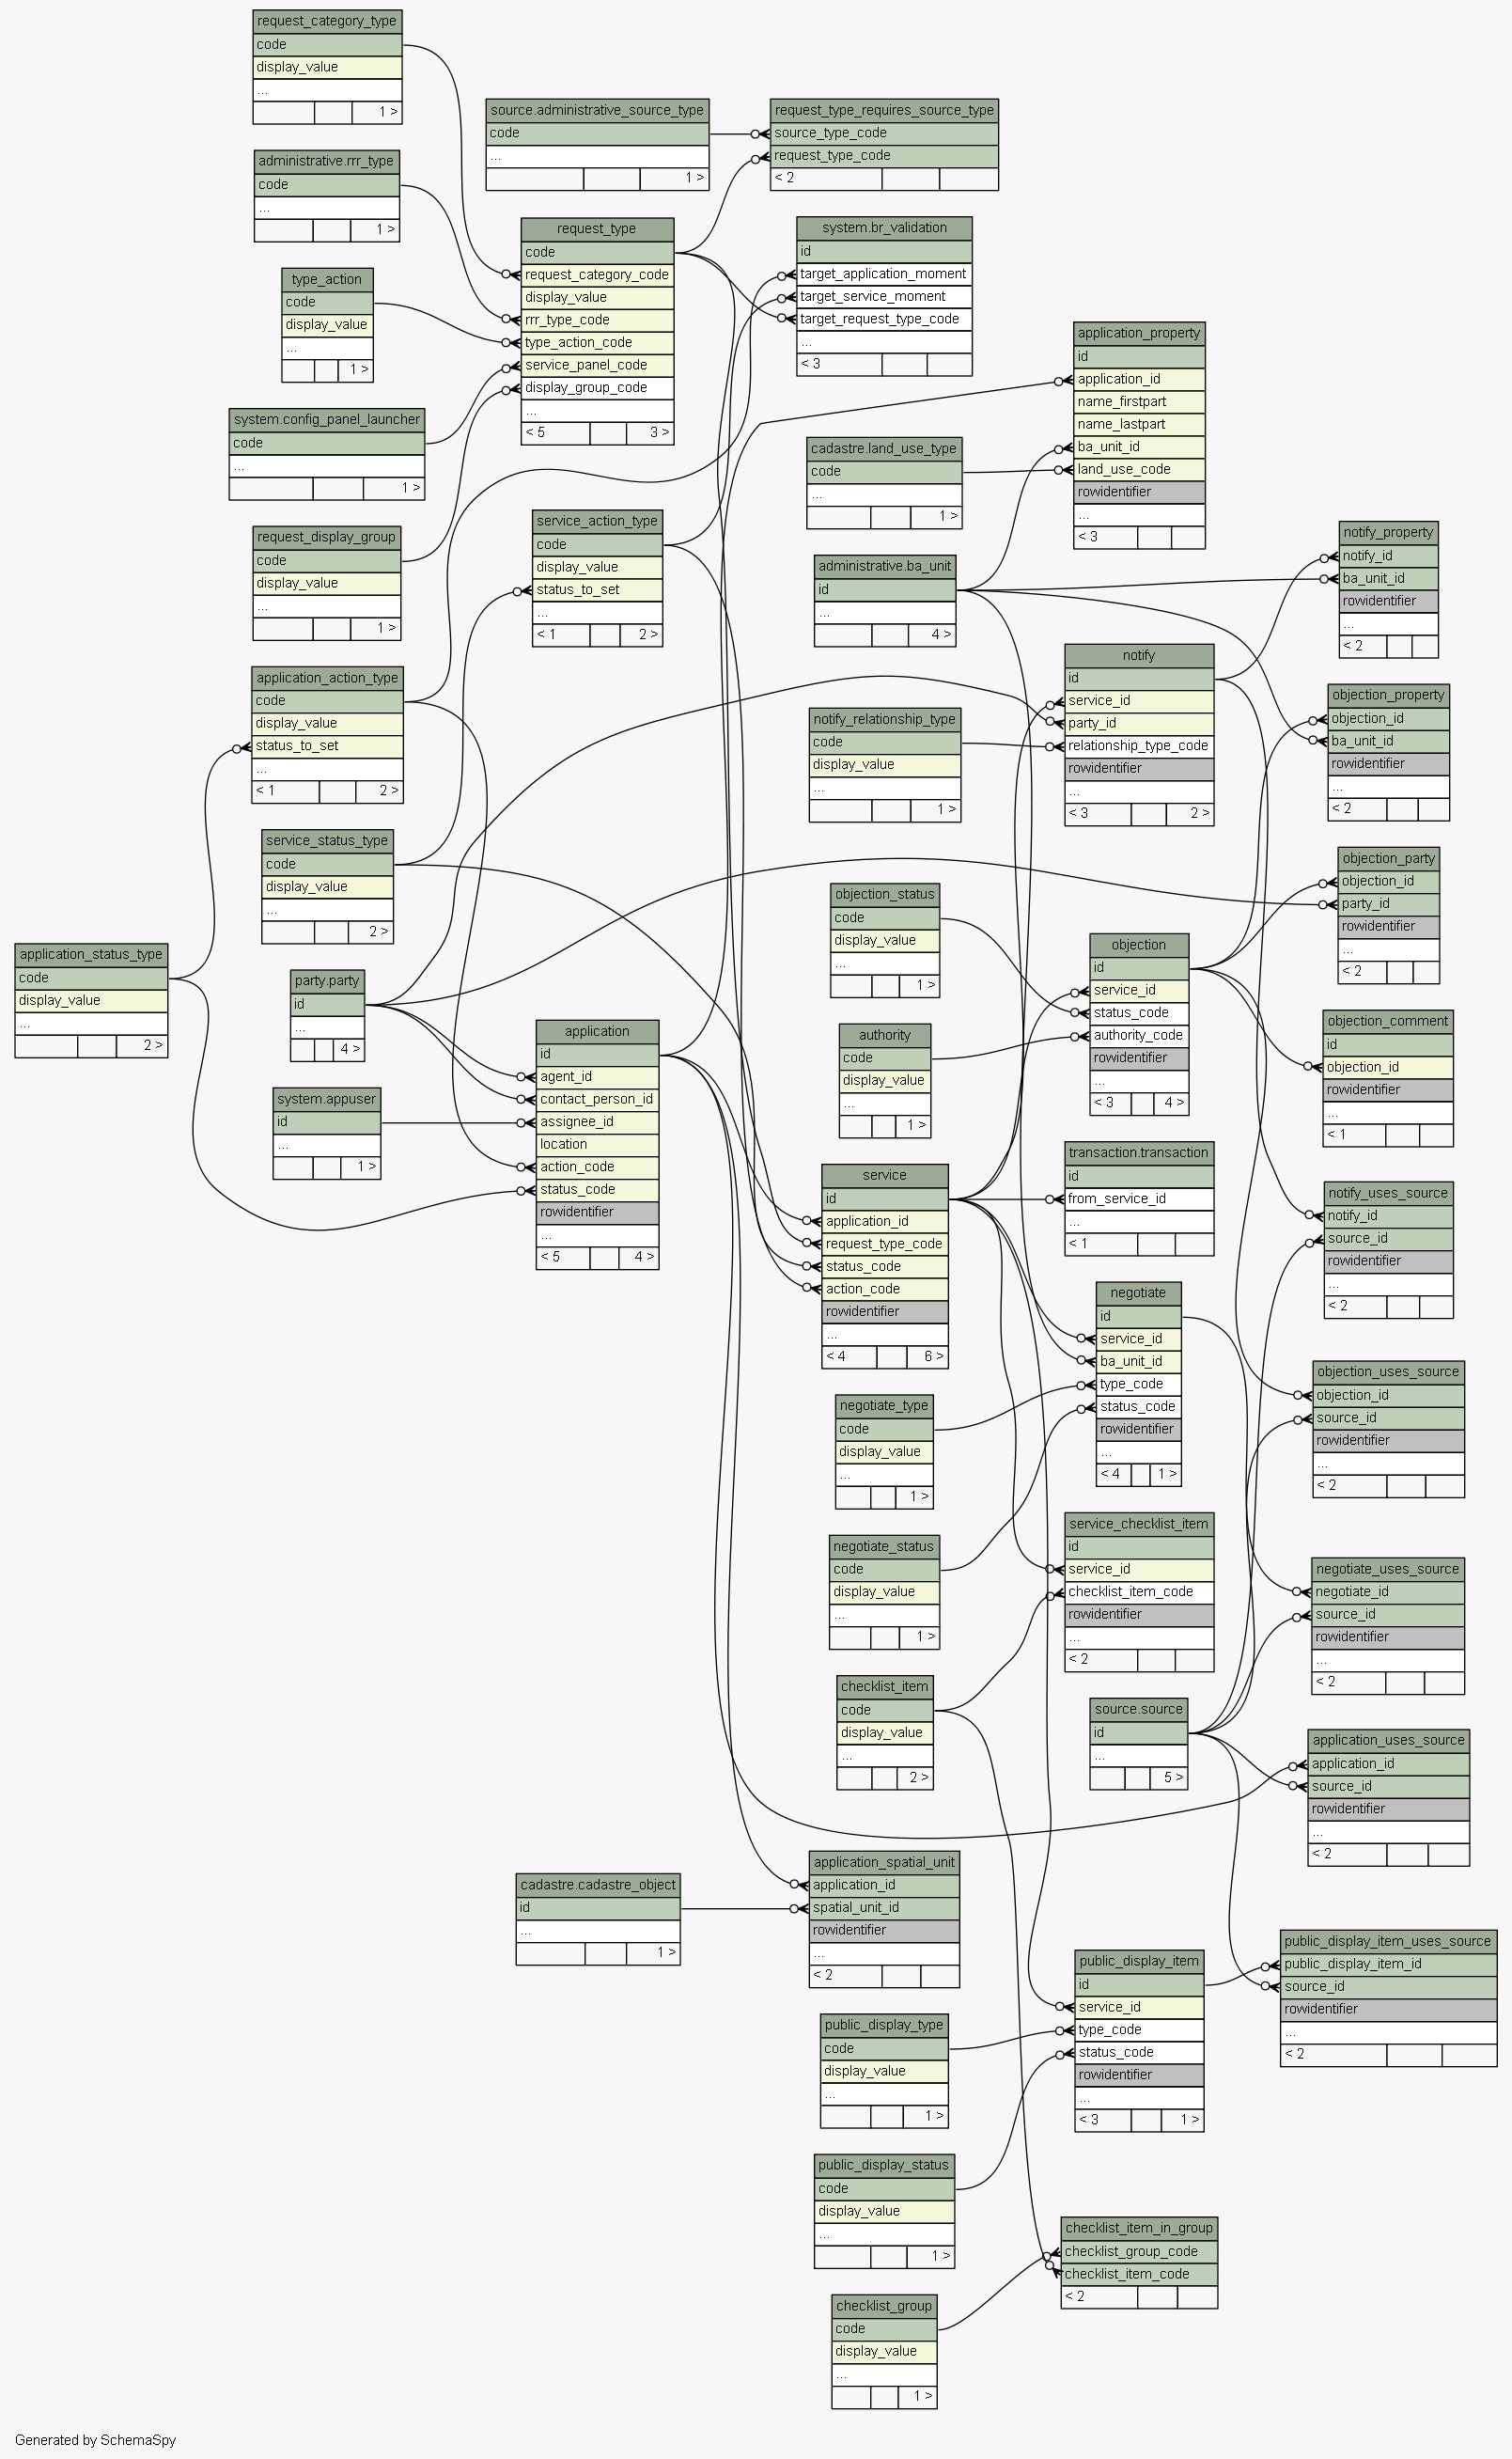 request_category_type
code
display_value
...
1 >
source.administrative_source_type
code
...
1 >
request_type_requires_source_type
source_type_code
request_type_code
< 2
administrative.rrr_type
code
...
1 >
request_type
code
request_category_code
display_value
rrr_type_code
type_action_code
service_panel_code
display_group_code
...
< 5 3 >
system.br_validation
id
target_application_moment
target_service_moment
target_request_type_code
...
< 3
type_action
code
display_value
...
1 >
application_property
id
application_id
name_firstpart
name_lastpart
ba_unit_id
land_use_code
rowidentifier
...
< 3
system.config_panel_launcher
code
...
1 >
cadastre.land_use_type
code
...
1 >
service_action_type
code
display_value
status_to_set
...
< 1 2 >
request_display_group
code
display_value
...
1 >
notify_property
notify_id
ba_unit_id
rowidentifier
...
< 2
administrative.ba_unit
id
...
4 >
notify
id
service_id
party_id
relationship_type_code
rowidentifier
...
< 3 2 >
application_action_type
code
display_value
status_to_set
...
< 1 2 >
objection_property
objection_id
ba_unit_id
rowidentifier
...
< 2
notify_relationship_type
code
display_value
...
1 >
service_status_type
code
display_value
...
2 >
objection_party
objection_id
party_id
rowidentifier
...
< 2
objection_status
code
display_value
...
1 >
objection
id
service_id
status_code
authority_code
rowidentifier
...
< 3 4 >
application_status_type
code
display_value
...
2 >
party.party
id
...
4 >
objection_comment
id
objection_id
rowidentifier
...
< 1
application
id
agent_id
contact_person_id
assignee_id
location
action_code
status_code
rowidentifier
...
< 5 4 >
authority
code
display_value
...
1 >
system.appuser
id
...
1 >
transaction.transaction
id
from_service_id
...
< 1
service
id
application_id
request_type_code
status_code
action_code
rowidentifier
...
< 4 6 >
notify_uses_source
notify_id
source_id
rowidentifier
...
< 2
negotiate
id
service_id
ba_unit_id
type_code
status_code
rowidentifier
...
< 4 1 >
objection_uses_source
objection_id
source_id
rowidentifier
...
< 2
negotiate_type
code
display_value
...
1 >
service_checklist_item
id
service_id
checklist_item_code
rowidentifier
...
< 2
negotiate_status
code
display_value
...
1 >
negotiate_uses_source
negotiate_id
source_id
rowidentifier
...
< 2
checklist_item
code
display_value
...
2 >
source.source
id
...
5 >
application_uses_source
application_id
source_id
rowidentifier
...
< 2
application_spatial_unit
application_id
spatial_unit_id
rowidentifier
...
< 2
cadastre.cadastre_object
id
...
1 >
public_display_item_uses_source
public_display_item_id
source_id
rowidentifier
...
< 2
public_display_item
id
service_id
type_code
status_code
rowidentifier
...
< 3 1 >
public_display_type
code
display_value
...
1 >
public_display_status
code
display_value
...
1 >
checklist_item_in_group
checklist_group_code
checklist_item_code
< 2
checklist_group
code
display_value
...
1 >
Generated by SchemaSpy